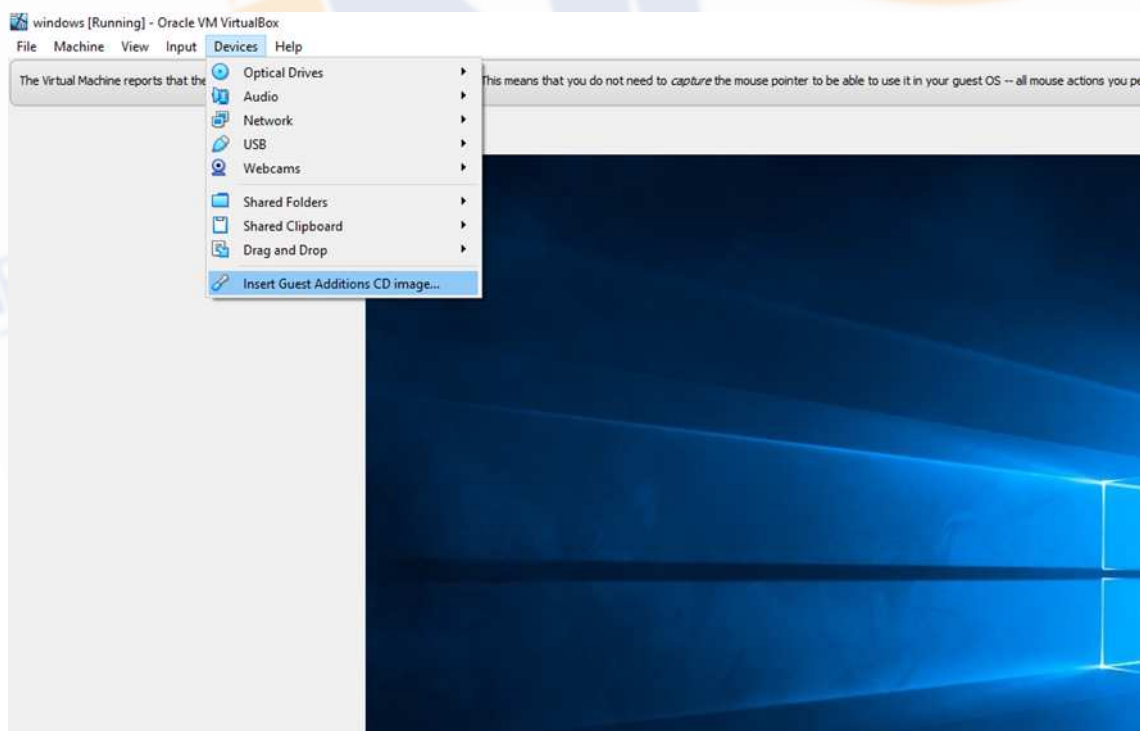 windows [Running] - Oracle VM VirtualBox
File Machine View Input Devices Help
The Virtual Machine reports that the This means that you do not need to capture the mouse pointer to be able to use it in your guest OS -- all mouse actions you pe
Optical Drives
Audio
Network
USB
Webcams
Shared Folders
Shared Clipboard
Drag and Drop
Insert Guest Additions CD image...